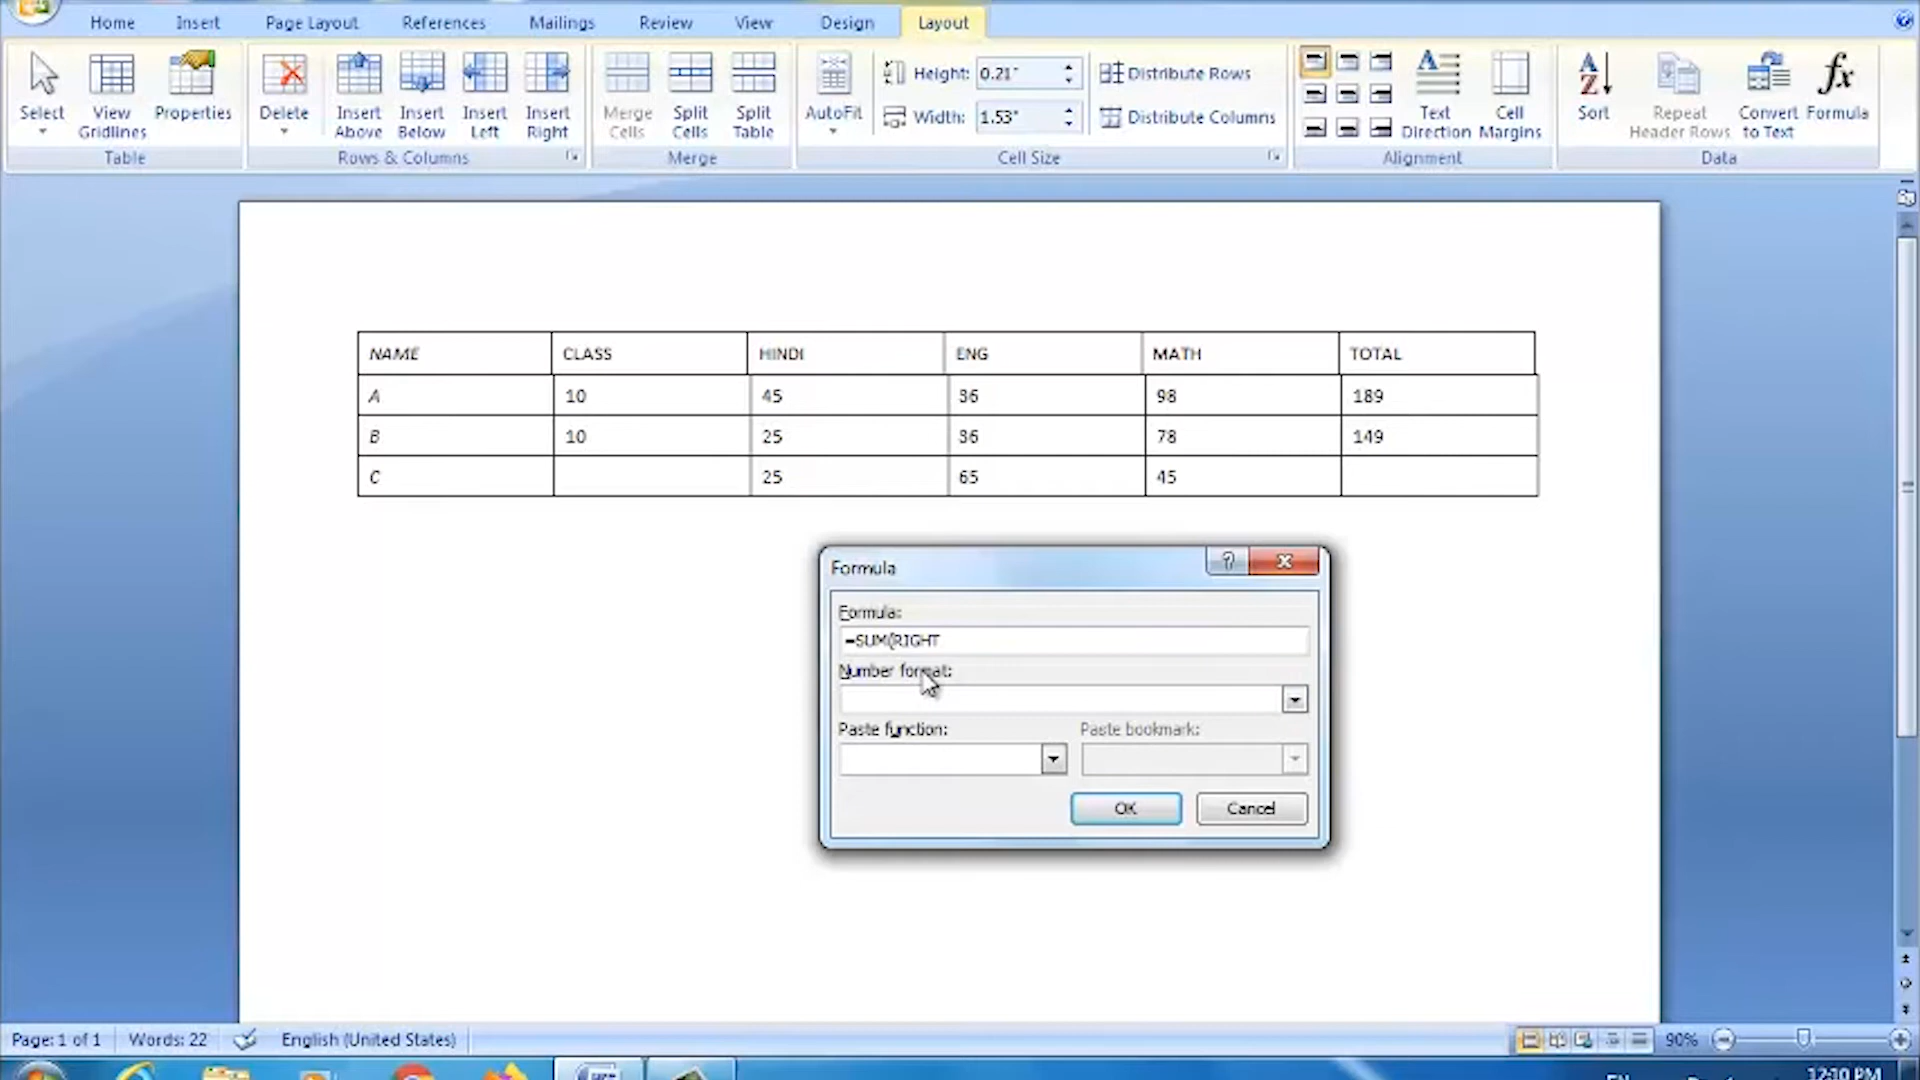 Home Insert Page Layout References Mailings Review View Design Layout
Select View Gridlines Properties Delete Insert Above Insert Below Insert Left Insert Right Merge Cells Split Cells Split Table AutoFit Height: 0.21" Width: 1.53" Distribute Rows Distribute Columns Text Direction Cell Margins Sort Repeat Header Rows Convert to Text Formula
Table Rows & Columns Merge Cell Size Alignment Data
NAME CLASS HINDI ENG MATH TOTAL
A 10 45 36 98 189
B 10 25 36 78 149
C 25 65 45
Formula
Formula:
=SUM(RIGHT
Number format:
Paste function: Paste bookmark:
OK Cancel
Page: 1 of 1 Words: 22 English (United States) 90%
12:10 PM